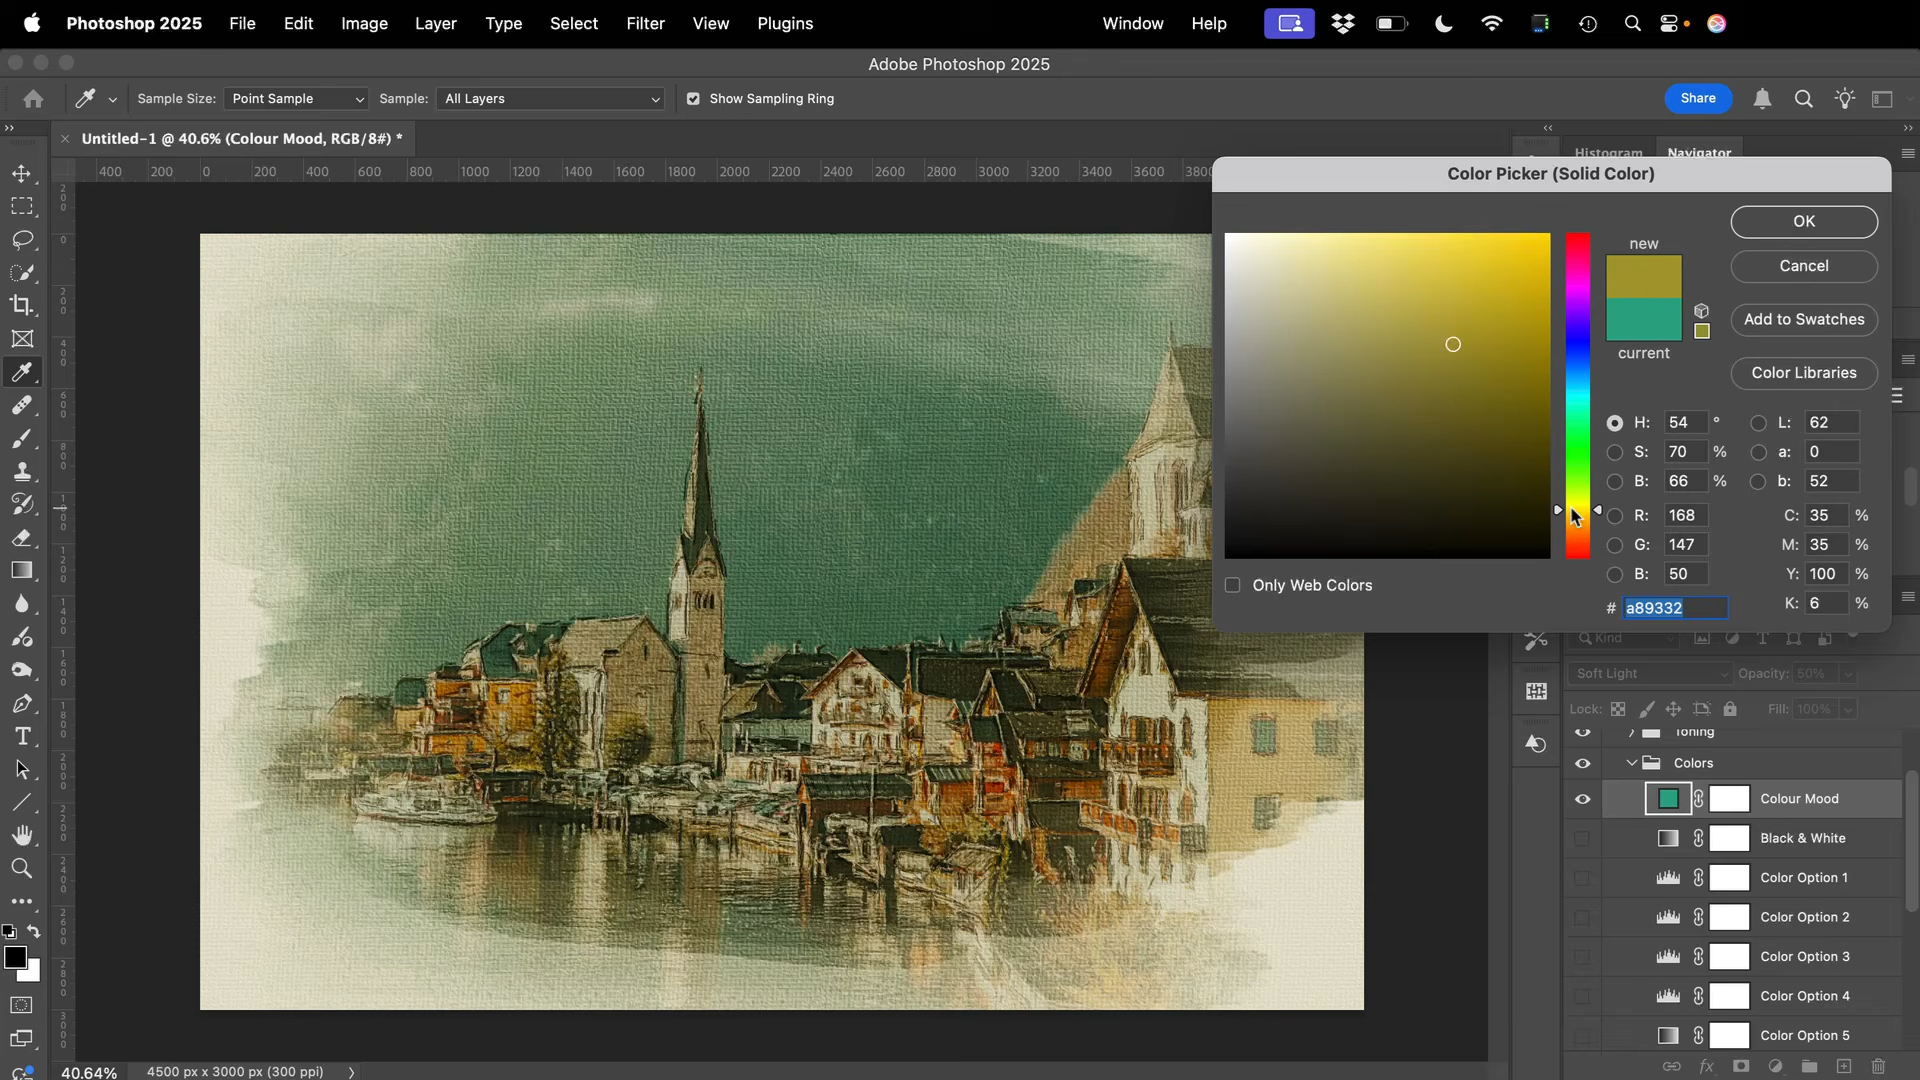 Photoshop 2025 File Edit Image Layer Type Select Filter View Plugins Window Help
Adobe Photoshop 2025
Sample Size: Point Sample Sample: All Layers Show Sampling Ring Share
Untitled-1 @ 40.6% (Colour Mood, RGB/8#) *
Histogram Navigator
400 200 0 200 400 600 800 1000 1200 1400 1600 1800 2000 2200 2400 2600 2800 3000 3200 3400 3600 3800
Color Picker (Solid Color)
OK
new
Cancel
Add to Swatches
current
Color Libraries
H: 54 ° L: 62
S: 70 % a: 0
B: 66 % b: 52
R: 168 C: 35 %
G: 147 M: 35 %
B: 50 Y: 100 %
Only Web Colors
# a89332 K: 6 %
Kind
Soft Light Opacity: 50%
Lock: Fill: 100%
Toning
Colors
Colour Mood
Black & White
Color Option 1
Color Option 2
Color Option 3
Color Option 4
Color Option 5
40.64% 4500 px x 3000 px (300 ppi)